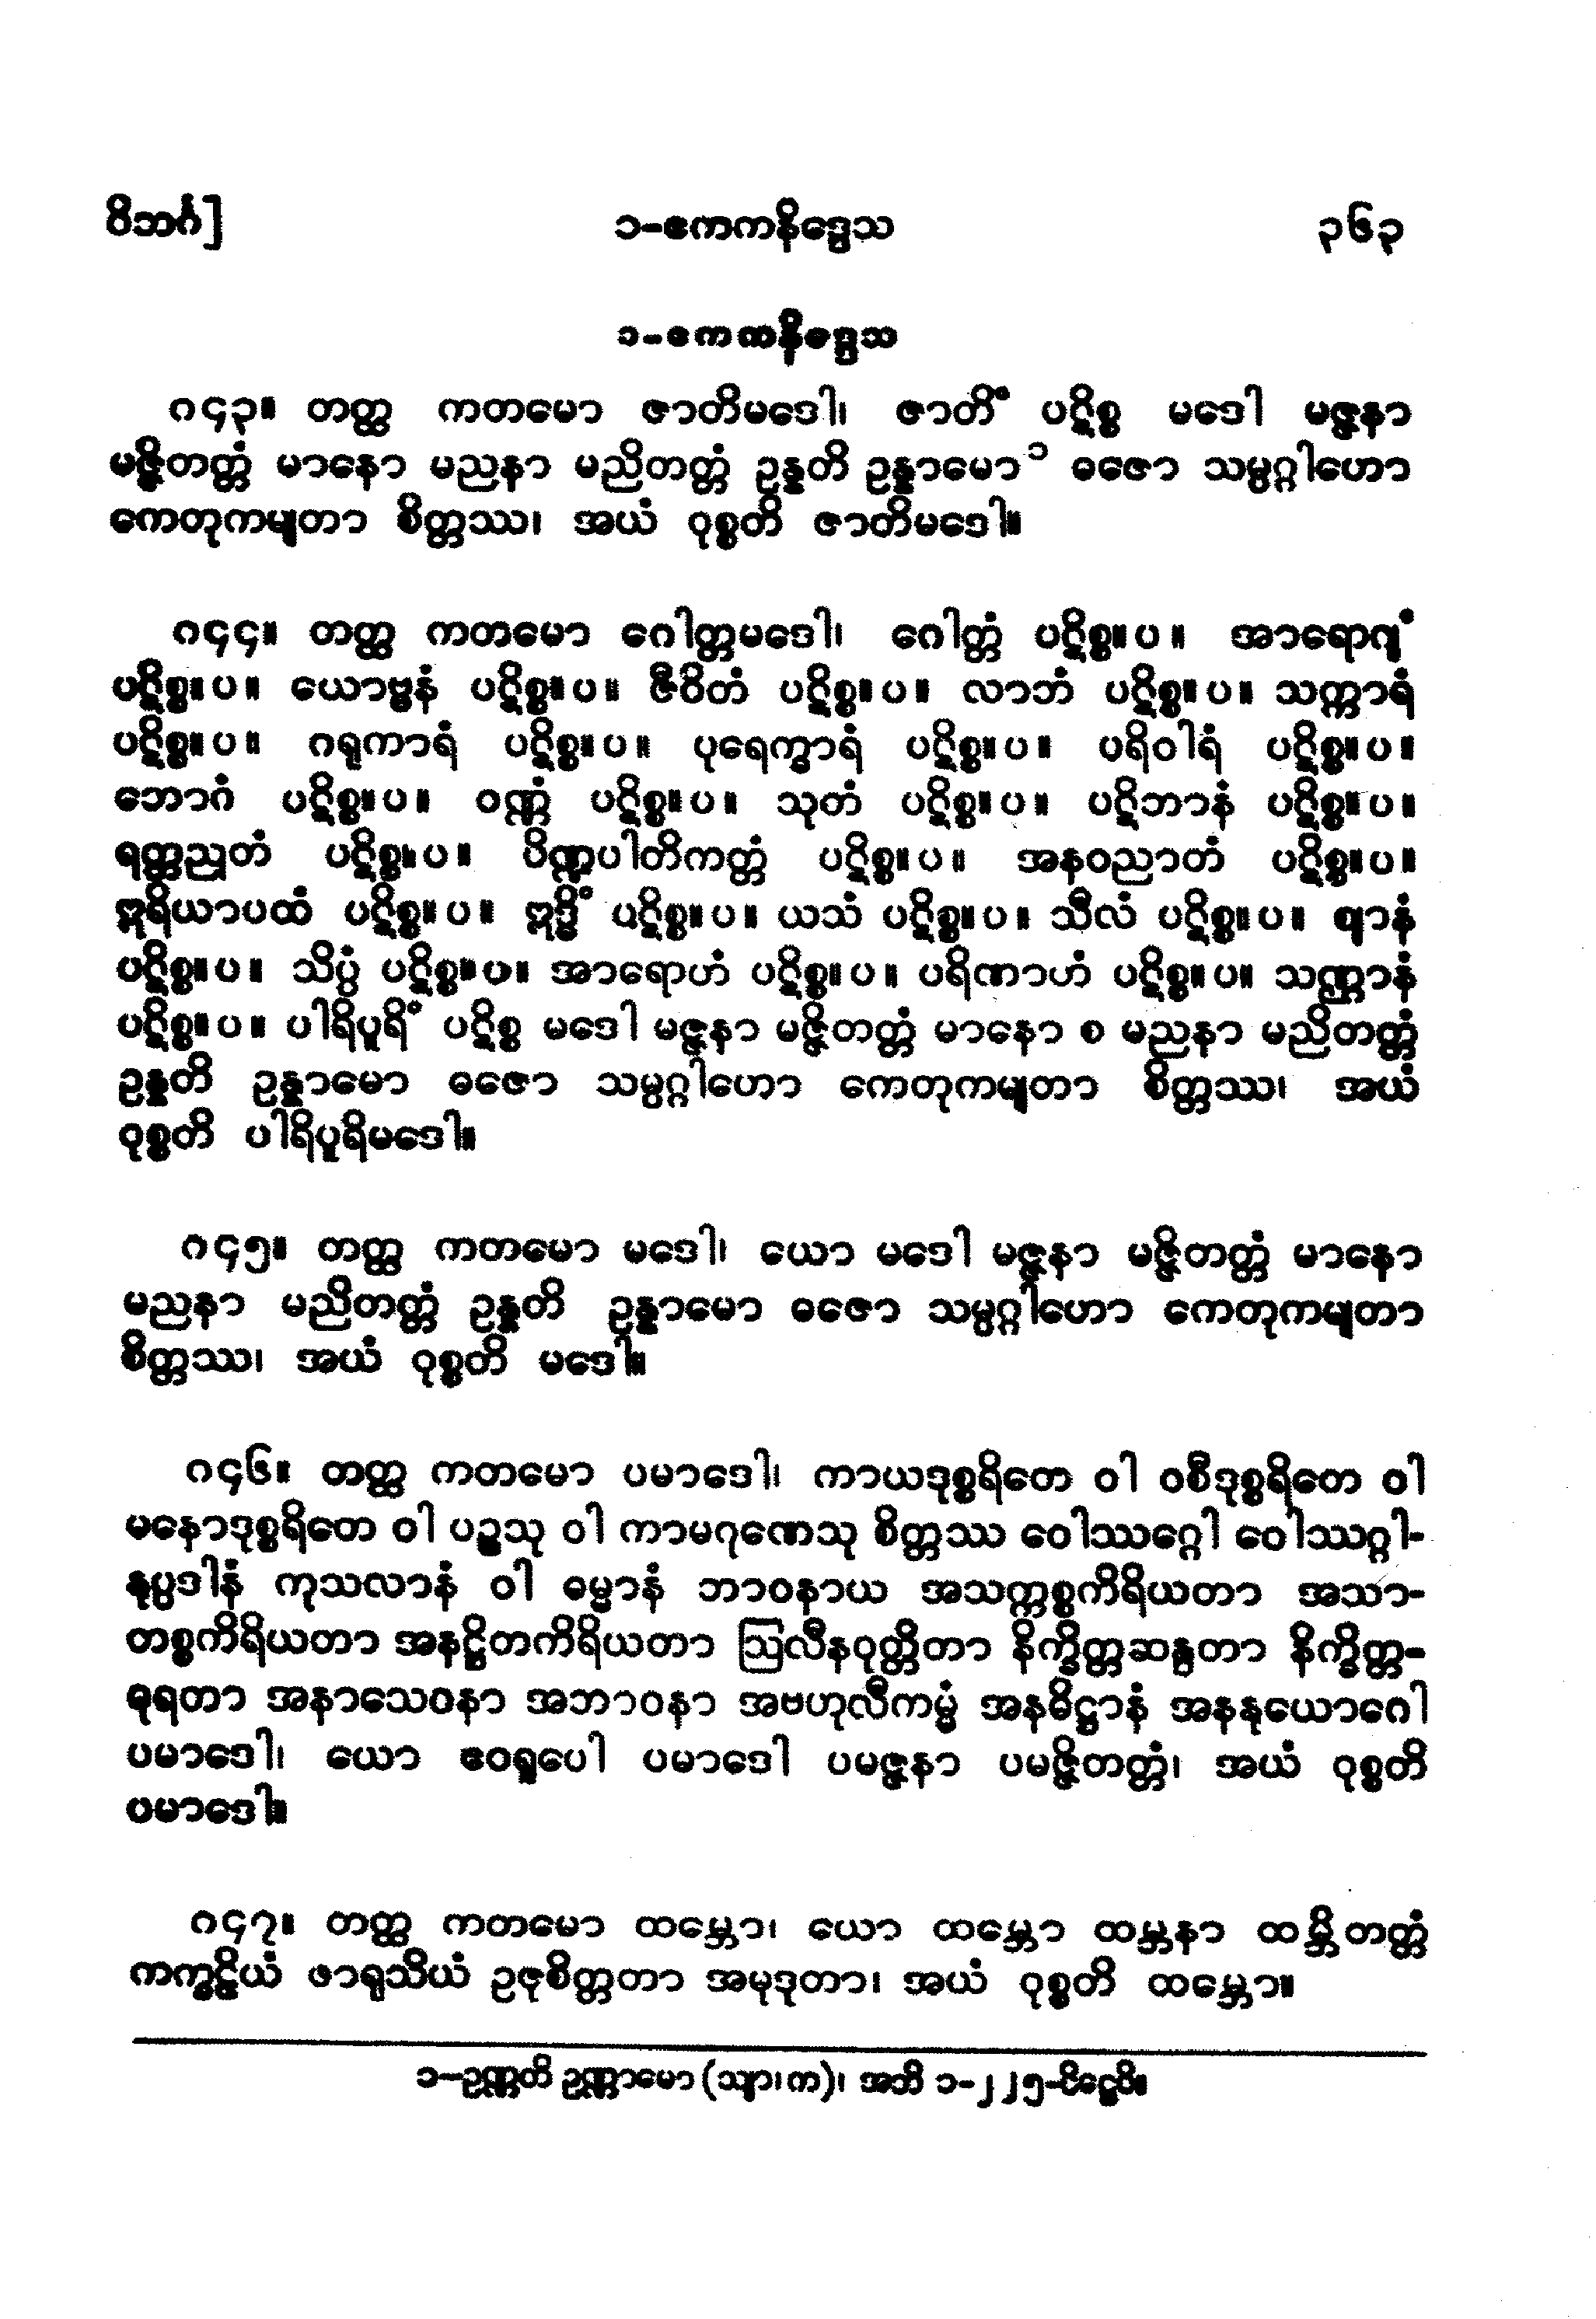 ဝိဘင်္ဂ]
၁-ဧကကနိဒ္ဒေသ
၃၆၃
၁-ဧကကနိဒ္ဒေသ
၈၄၃။ တတ္ထ ကတမော ဇာတိမဒေါ၊ ဇာတိံ ပဋိစ္စ မဒေါ မဇ္ဇနာ
မဇ္ဇိတတ္တံ မာနော မညနာ မညိတတ္တံ ဥန္နတိ ဥန္နာမော ၁ ဓဇော သမ္ပဂ္ဂါဟော
ကေတုကမျတာ စိတ္တဿ၊ အယံ ဝုစ္စတိ ဇာတိမဒေါ။
၈၄၄။ တတ္ထ ကတမော ဂေါတ္တမဒေါ၊ ဂေါတ္တံ ပဋိစ္စ။ပ။ အာရောဂျံ
ပဋိစ္စ။ပ။ ယောဗ္ဗနံ ပဋိစ္စ။ပ။ ဇီဝိတံ ပဋိစ္စ။ပ။ လာဘံ ပဋိစ္စ။ပ။ သက္ကာရံ
ပဋိစ္စ။ပ။ ဂရုကာရံ ပဋိစ္စ။ပ။ ပုရေက္ခာရံ ပဋိစ္စ။ပ။ ပရိဝါရံ ပဋိစ္စ။ပ။
ဘောဂံ ပဋိစ္စ။ပ။ ဝဏ္ဏံ ပဋိစ္စ။ပ။ သုတံ ပဋိစ္စ။ပ။ ပဋိဘာနံ ပဋိစ္စ။ပ။
ရတ္တညုတံ ပဋိစ္စ။ပ။ ပိဏ္ဍပါတိကတ္တံ ပဋိစ္စ။ပ။ အနဝညာတံ ပဋိစ္စ။ပ။
ဣရိယာပထံ ပဋိစ္စ။ပ။ ဣဒ္ဓိံ ပဋိစ္စ။ပ။ ယသံ ပဋိစ္စ။ပ။ သီလံ ပဋိစ္စ။ပ။ ဈာနံ
ပဋိစ္စ။ပ။ သိပ္ပံ ပဋိစ္စ။ပ။ အာရောဟံ ပဋိစ္စ။ပ။ ပရိဏာဟံ ပဋိစ္စ။ပ။ သဏ္ဌာနံ
ပဋိစ္စ။ပ။ ပါရိပူရိံ ပဋိစ္စ မဒေါ မဇ္ဇနာ မဇ္ဇိတတ္တံ မာနော စ မညနာ မညိတတ္တံ
ဥန္နတိ ဥန္နာမော ဓဇော သမ္ပဂ္ဂါဟော ကေတုကမျတာ စိတ္တဿ၊ အယံ
ဝုစ္စတိ ပါရိပူရိမဒေါ။
၈၄၅။ တတ္ထ ကတမော မဒေါ၊ ယော မဒေါ မဇ္ဇနာ မဇ္ဇိတတ္တံ မာနော
မညနာ မညိတတ္တံ ဥန္နတိ ဥန္နာမော ဓဇော သမ္ပဂ္ဂါဟော ကေတုကမျတာ
စိတ္တဿ၊ အယံ ဝုစ္စတိ မဒေါ။
၈၄၆။ တတ္ထ ကတမော ပမာဒေါ၊ ကာယဒုစ္စရိတေ ဝါ ဝစီဒုစ္စရိတေ ဝါ
မနောဒုစ္စရိတေ ဝါ ပဉ္စသု ဝါ ကာမဂုဏေသု စိတ္တဿ ဝေါဿဂ္ဂေါ ဝေါဿဂ္ဂါ-
နုပ္ပဒါနံ ကုသလာနံ ဝါ ဓမ္မာနံ ဘာဝနာယ အသက္ကစ္စကိရိယတာ အသာ-
တစ္စကိရိယတာ အနဋ္ဌိတကိရိယတာ ဩလီနဝုတ္တိတာ နိက္ခိတ္တဆန္ဒတာ နိက္ခိတ္တ-
ဓုရတာ အနာသေဝနာ အဘာဝနာ အဗဟုလီကမ္မံ အနဓိဋ္ဌာနံ အနနုယောဂေါ
ပမာဒေါ၊ ယော ဧဝရူပေါ ပမာဒေါ ပမဇ္ဇနာ ပမဇ္ဇိတတ္တံ၊ အယံ ဝုစ္စတိ
ပမာဒေါ။
၈၄၇။ တတ္ထ ကတမော ထမ္ဘော၊ ယော ထမ္ဘော ထမ္ဘနာ ထမ္ဘိတတ္တံ
ကက္ခဠိယံ ဖာရုသိယံ ဥဇုစိတ္တတာ အမုဒုတာ၊ အယံ ဝုစ္စတိ ထမ္ဘော။
၁-ဥဏ္ဏတိ ဥဏ္ဏာမော (သျာ၊က)၊ အဘိ ၁-၂၂၅-ပိဋ္ဌေပိ။